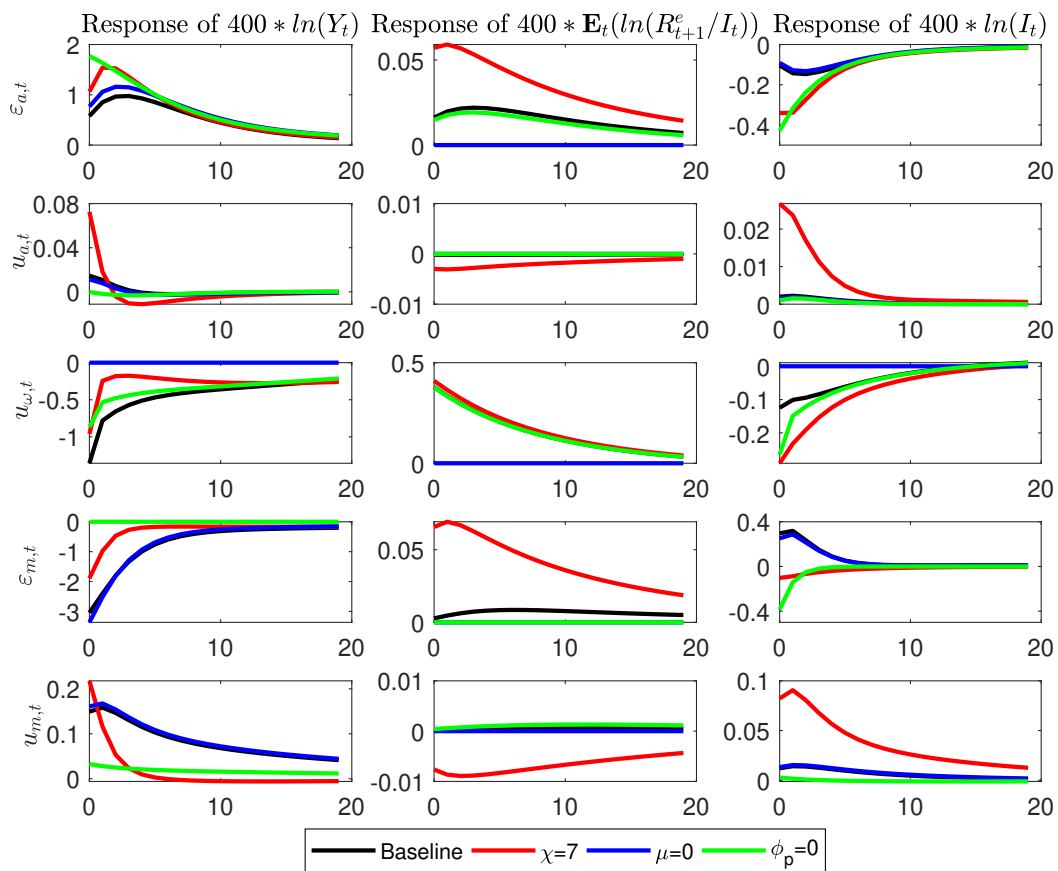 Response of 400 ∗ ln(Y_t) Response of 400 ∗ E_t(ln(R^e_{t+1}/I_t)) Response of 400 ∗ ln(I_t)
ε_{a,t}
2
1
0
0 10 20
0.05
0
0 10 20
0
-0.2
-0.4
0 10 20
u_{a,t}
0.08
0.04
0
0 10 20
0.01
0
-0.01
0 10 20
0.02
0.01
0
0 10 20
u_{ω,t}
0
-0.5
-1
0 10 20
0.5
0
0 10 20
0
-0.1
-0.2
0 10 20
ε_{m,t}
0
-1
-2
-3
0 10 20
0.05
0
0 10 20
0.4
0
-0.4
0 10 20
u_{m,t}
0.2
0.1
0
0 10 20
0.01
0
-0.01
0 10 20
0.1
0.05
0
0 10 20
Baseline χ=7 μ=0 ϕ_p=0